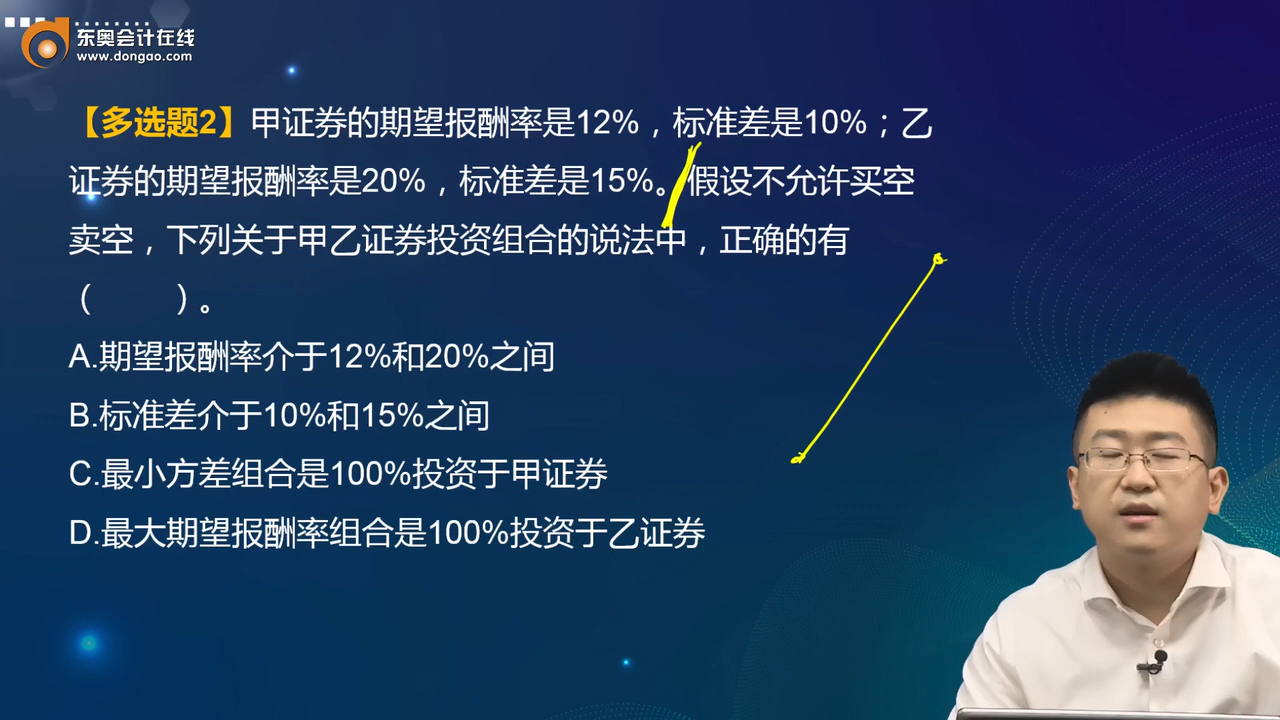 东奥会计在线
www.dongao.com
【多选题2】甲证券的期望报酬率是12%，标准差是10%；乙
证券的期望报酬率是20%，标准差是15%。假设不允许买空
卖空，下列关于甲乙证券投资组合的说法中，正确的有
（　　）。
A.期望报酬率介于12%和20%之间
B.标准差介于10%和15%之间
C.最小方差组合是100%投资于甲证券
D.最大期望报酬率组合是100%投资于乙证券